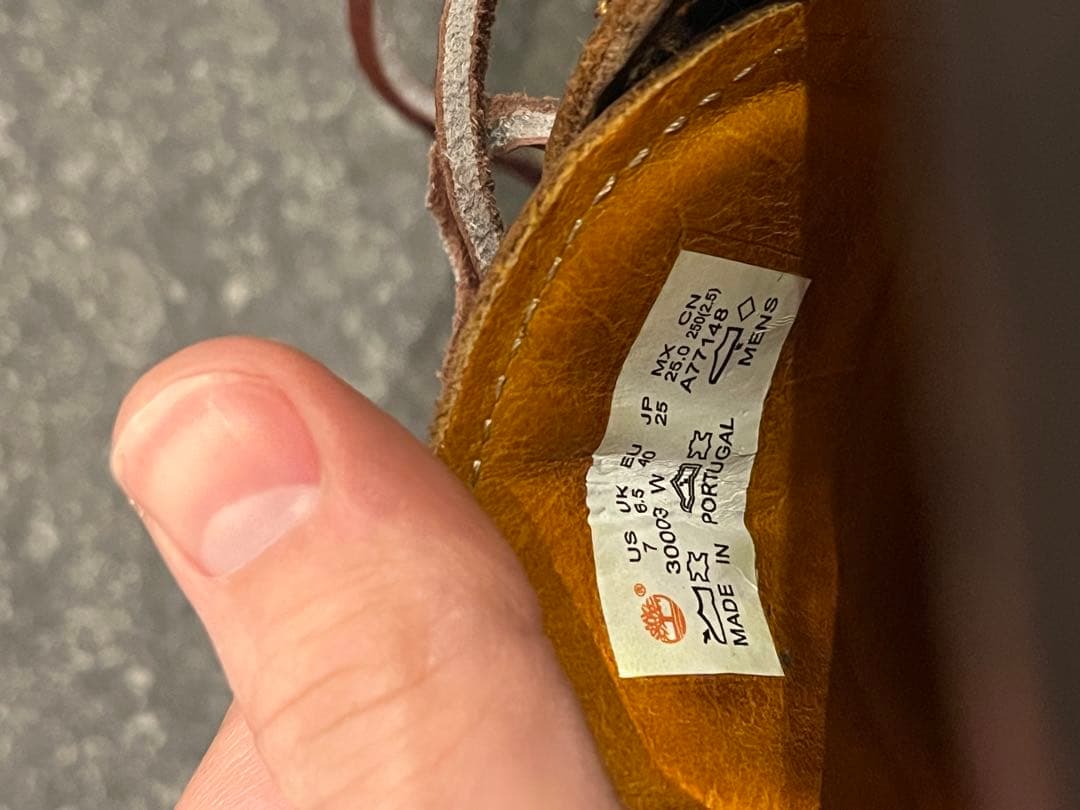 ®
US UK EU JP MX CN
7 6.5 40 25 25.0 250(2.5)
30003 W A77148
MADE IN PORTUGAL MENS